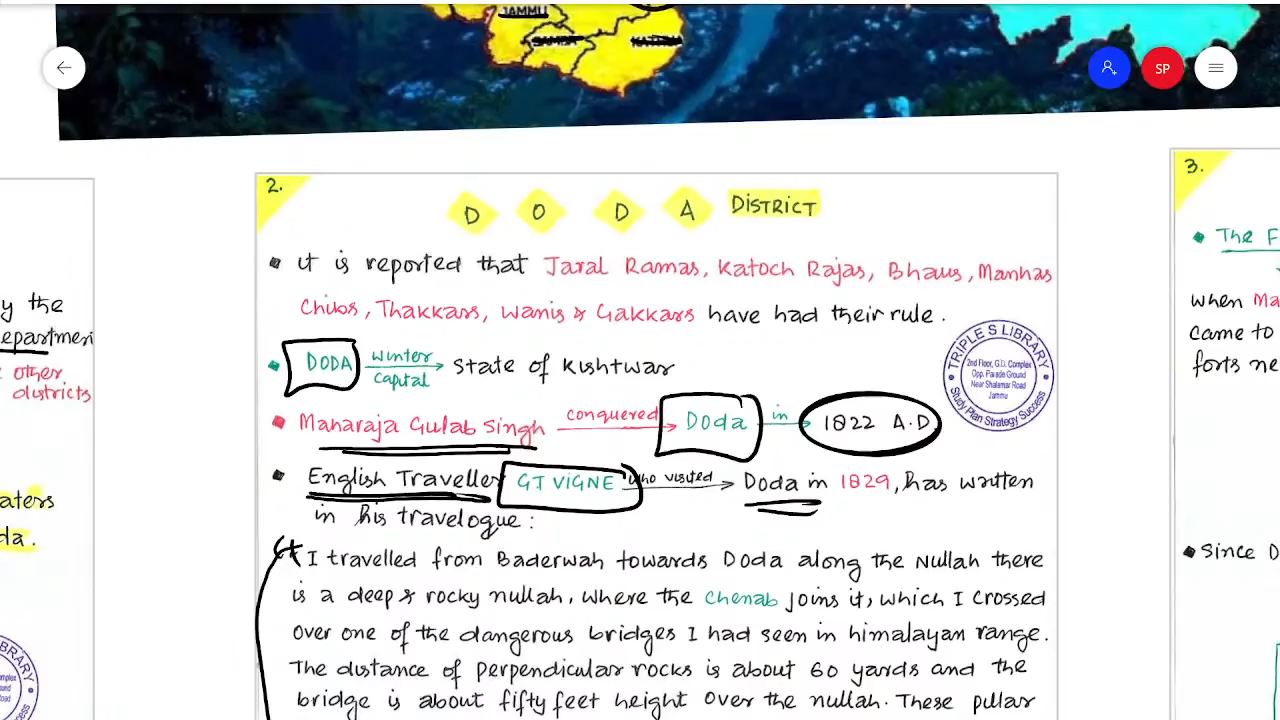 JAMMU
SP
y the
epartment
other
districts
aters
da.
2.
DODA DISTRICT
It is reported that Jaral Ranas, Katoch Rajas, Bhaus, Manhas
Chibs, Thakkars, Wanis & Gakkars have had their rule.
DODA winter capital State of Kishtwar
Maharaja Gulab Singh conquered Doda in 1822 A.D
English Traveller GT VIGNE who visited Doda in 1829, has written
in his travelogue:
"I travelled from Baderwah towards Doda along the Nullah there
is a deep & rocky nullah, where the Chenab joins it, which I crossed
over one of the dangerous bridges I had seen in himalayan range.
The distance of perpendicular rocks is about 60 yards and the
bridge is about fifty feet height over the nullah. These pillar
TRIPLE S LIBRARY
2nd Floor, G.D. Complex
Opp. Parade Ground
Near Shalamar Road
Jammu
Study Plan Strategy Success
3.
The F
when Ma
came to
forts ne
Since D